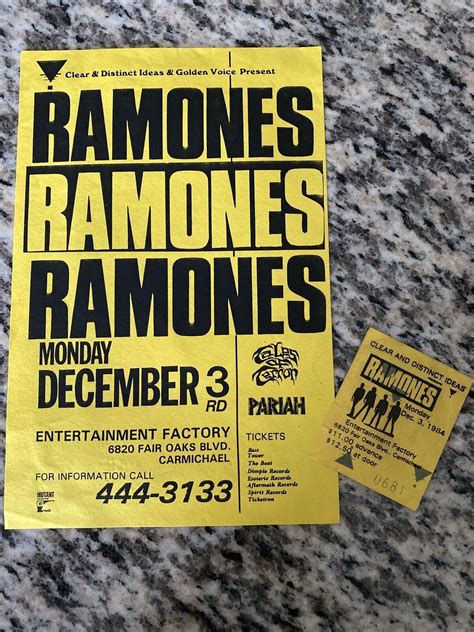 Clear & Distinct Ideas & Golden Voice Present
RAMONES
RAMONES
RAMONES
MONDAY
DECEMBER 3
RD
ENTERTAINMENT FACTORY
6820 FAIR OAKS BLVD.
CARMICHAEL
FOR INFORMATION CALL
444-3133
MUTANT
PARIAH
TICKETS
Bass
Tower
The Beat
Dimple Records
Esoteric Records
Aftermath Records
Spirit Records
Ticketron
CLEAR AND DISTINCT IDEAS
RAMONES
Monday
Dec. 3, 1984
Entertainment Factory
6820 Fair Oaks Blvd., Carmichael
$11.00 advance
$12.50 at door
0681